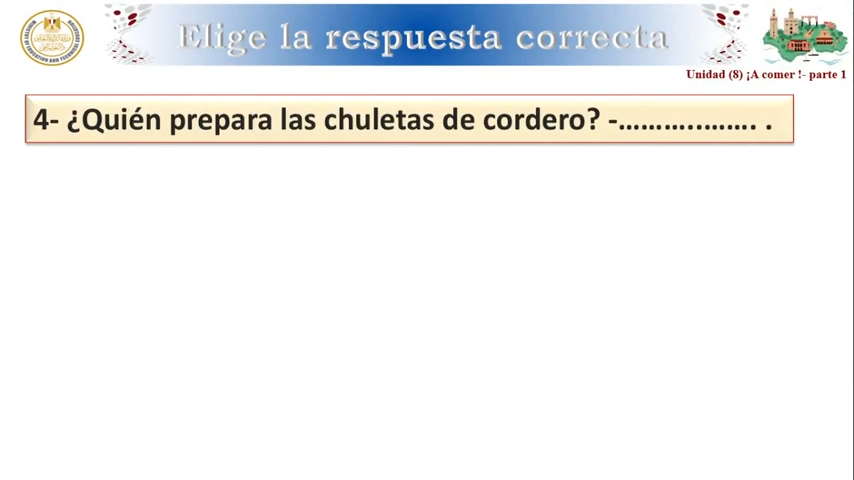 Elige la respuesta correcta
Unidad (8) ¡A comer !- parte 1
4- ¿Quién prepara las chuletas de cordero? -………..……. .